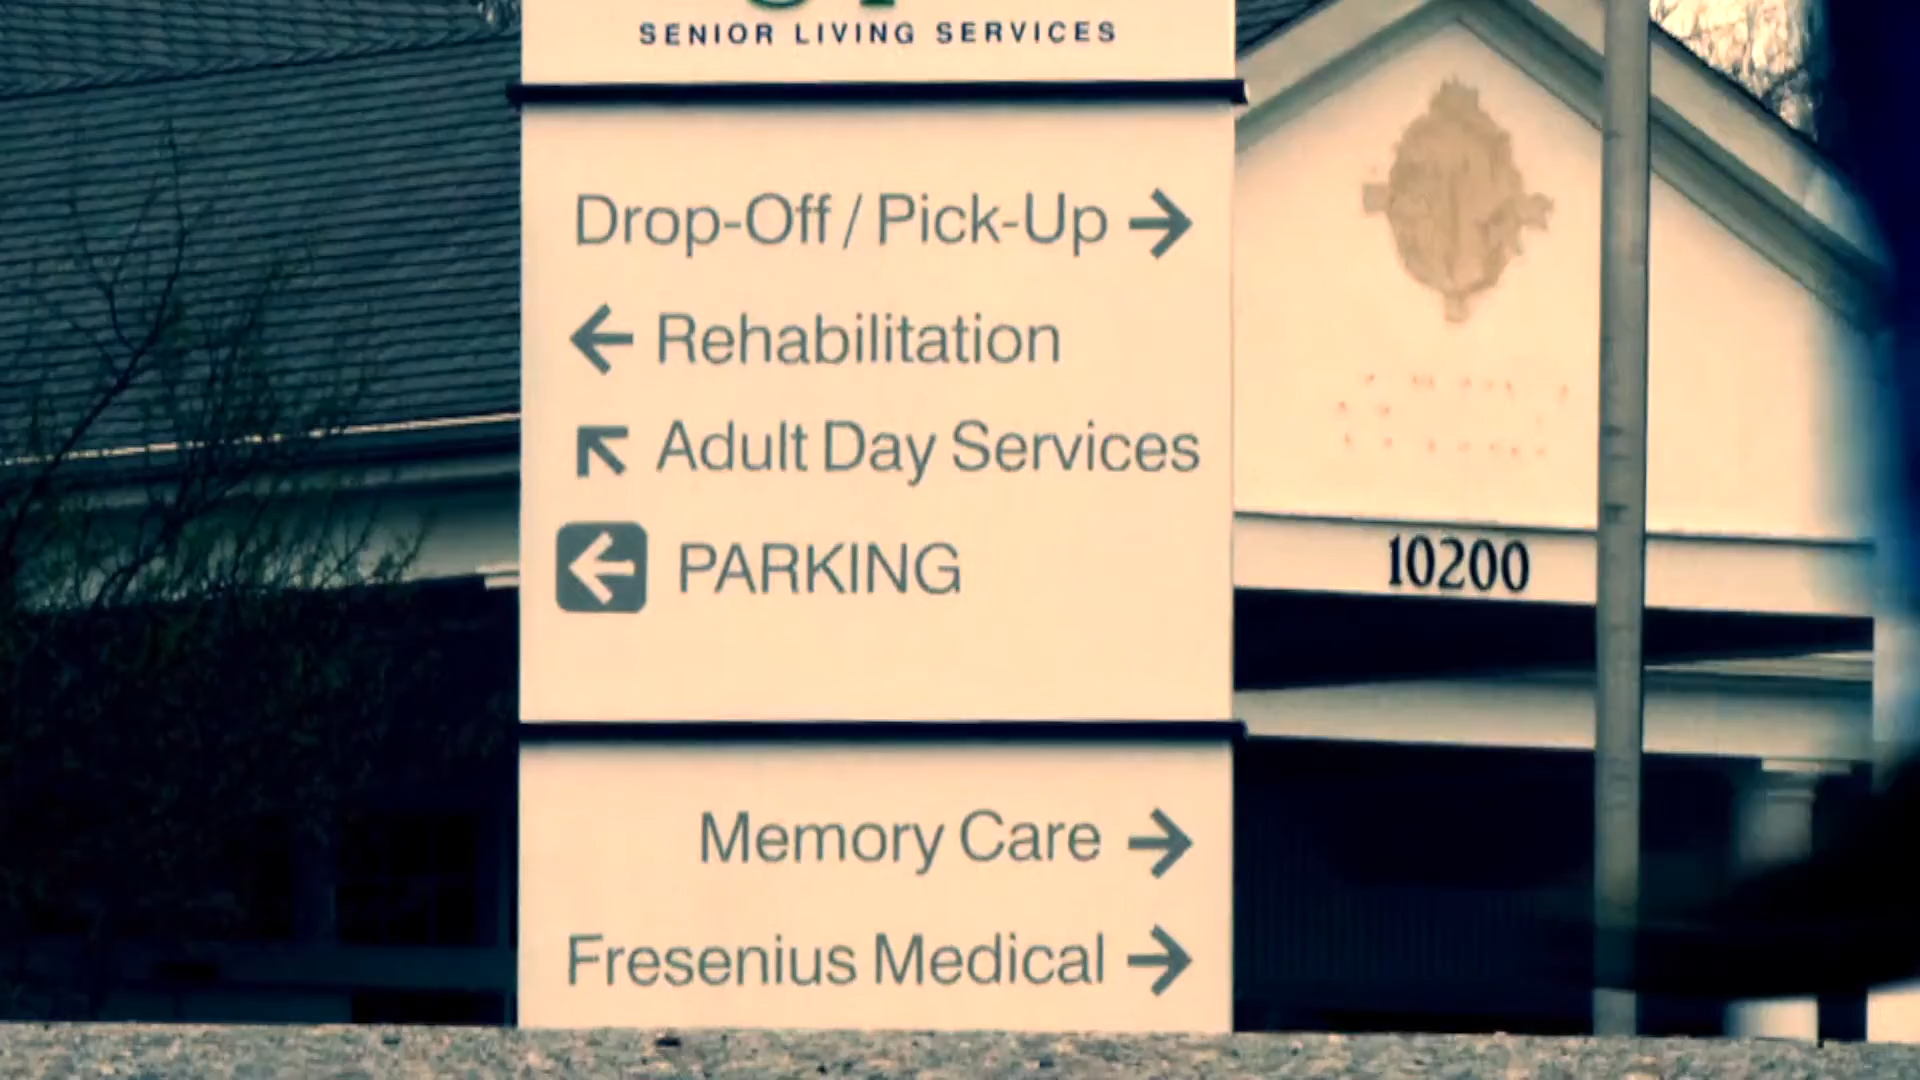 SENIOR LIVING SERVICES
Drop-Off / Pick-Up
Rehabilitation
Adult Day Services
PARKING
Memory Care
Fresenius Medical
10200